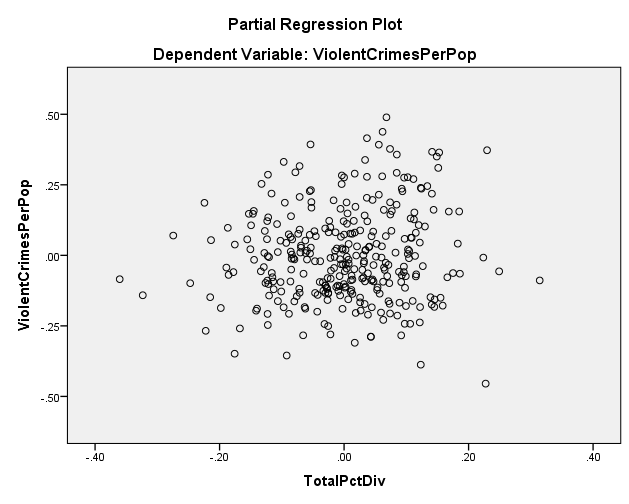 Partial Regression Plot
Dependent Variable: ViolentCrimesPerPop
ViolentCrimesPerPop
.50
.25
.00
-.25
-.50
-.40
-.20
.00
.20
.40
TotalPctDiv